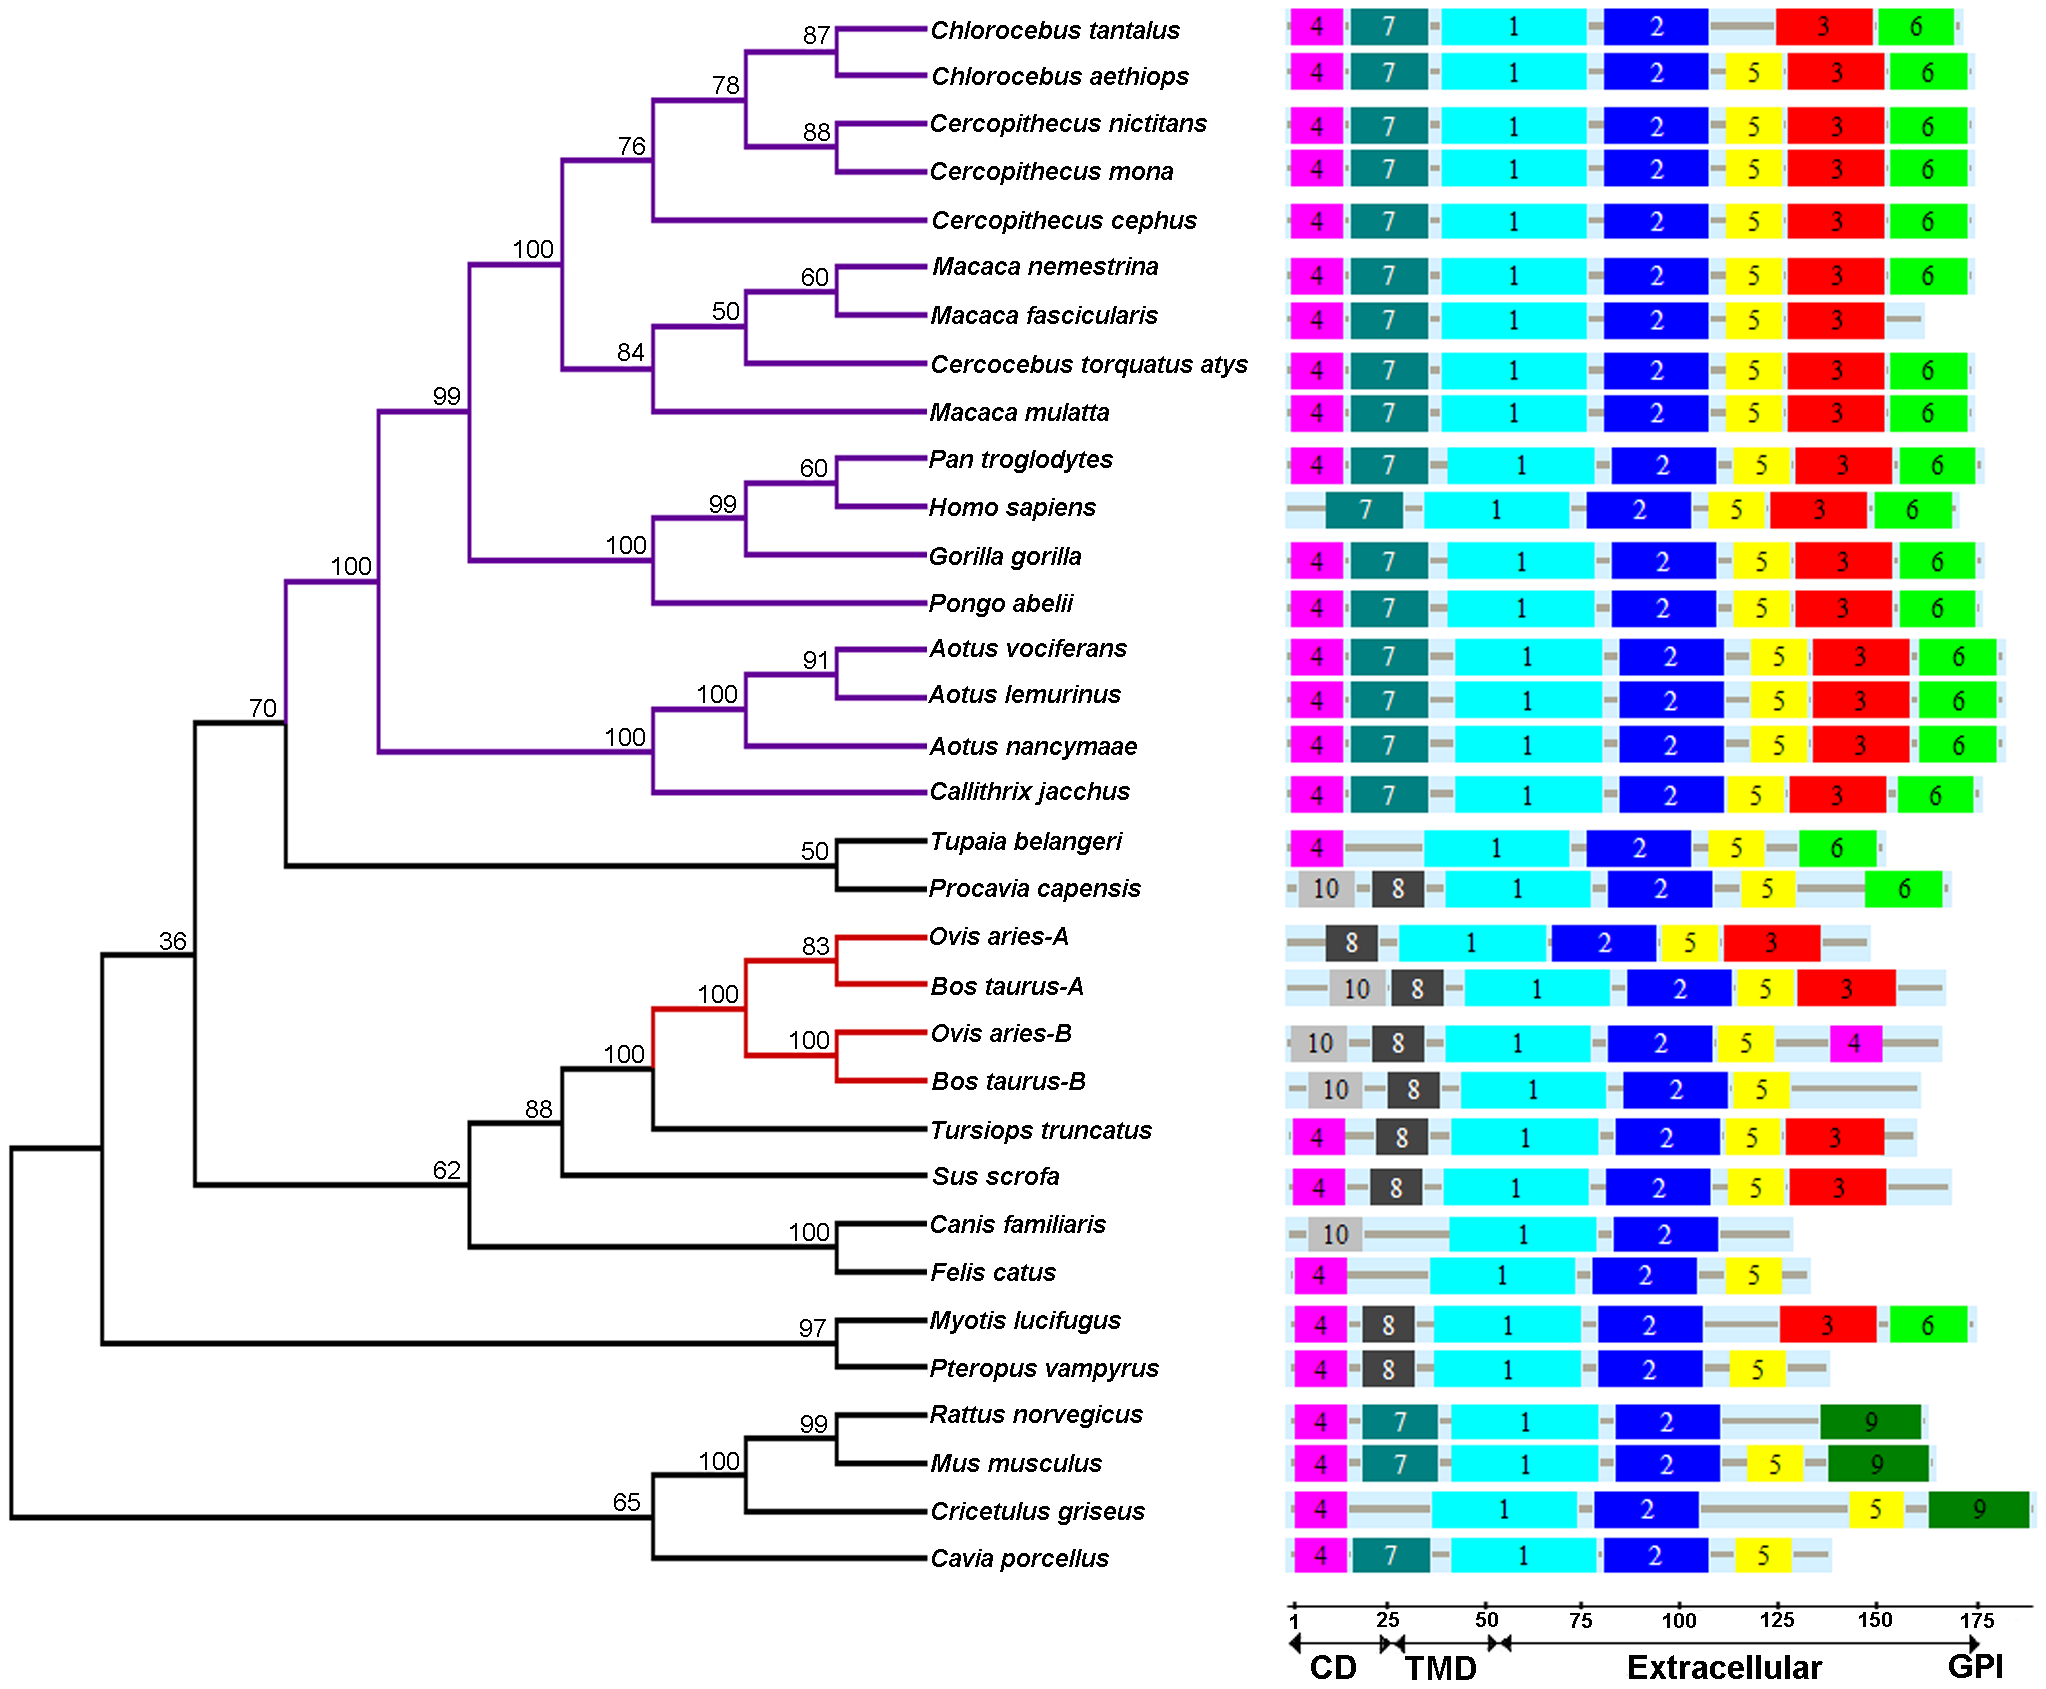 87 Chlorocebus tantalus 4 7 1 2 3 6
78 Chlorocebus aethiops 4 7 1 2 5 3 6
88 Cercopithecus nictitans 4 7 1 2 5 3 6
76 Cercopithecus mona 4 7 1 2 5 3 6
Cercopithecus cephus 4 7 1 2 5 3 6
100
60 Macaca nemestrina 4 7 1 2 5 3 6
50 Macaca fascicularis 4 7 1 2 5 3
84 Cercocebus torquatus atys 4 7 1 2 5 3 6
99 Macaca mulatta 4 7 1 2 5 3 6
60 Pan troglodytes 4 7 1 2 5 3 6
99 Homo sapiens 7 1 2 5 3 6
100 Gorilla gorilla 4 7 1 2 5 3 6
100 Pongo abelii 4 7 1 2 5 3 6
91 Aotus vociferans 4 7 1 2 5 3 6
100 Aotus lemurinus 4 7 1 2 5 3 6
70 100 Aotus nancymaae 4 7 1 2 5 3 6
Callithrix jacchus 4 7 1 2 5 3 6
50 Tupaia belangeri 4 1 2 5 6
Procavia capensis 10 8 1 2 5 6
36 83 Ovis aries-A 8 1 2 5 3
100 Bos taurus-A 10 8 1 2 5 3
100 100 Ovis aries-B 10 8 1 2 5 4
Bos taurus-B 10 8 1 2 5
88 Tursiops truncatus 4 8 1 2 5 3
62 Sus scrofa 4 8 1 2 5 3
100 Canis familiaris 10 1 2
Felis catus 4 1 2 5
97 Myotis lucifugus 4 8 1 2 3 6
Pteropus vampyrus 4 8 1 2 5
99 Rattus norvegicus 4 7 1 2 9
100 Mus musculus 4 7 1 2 5 9
65 Cricetulus griseus 4 1 2 5 9
Cavia porcellus 4 7 1 2 5
1 25 50 75 100 125 150 175
CD TMD Extracellular GPI